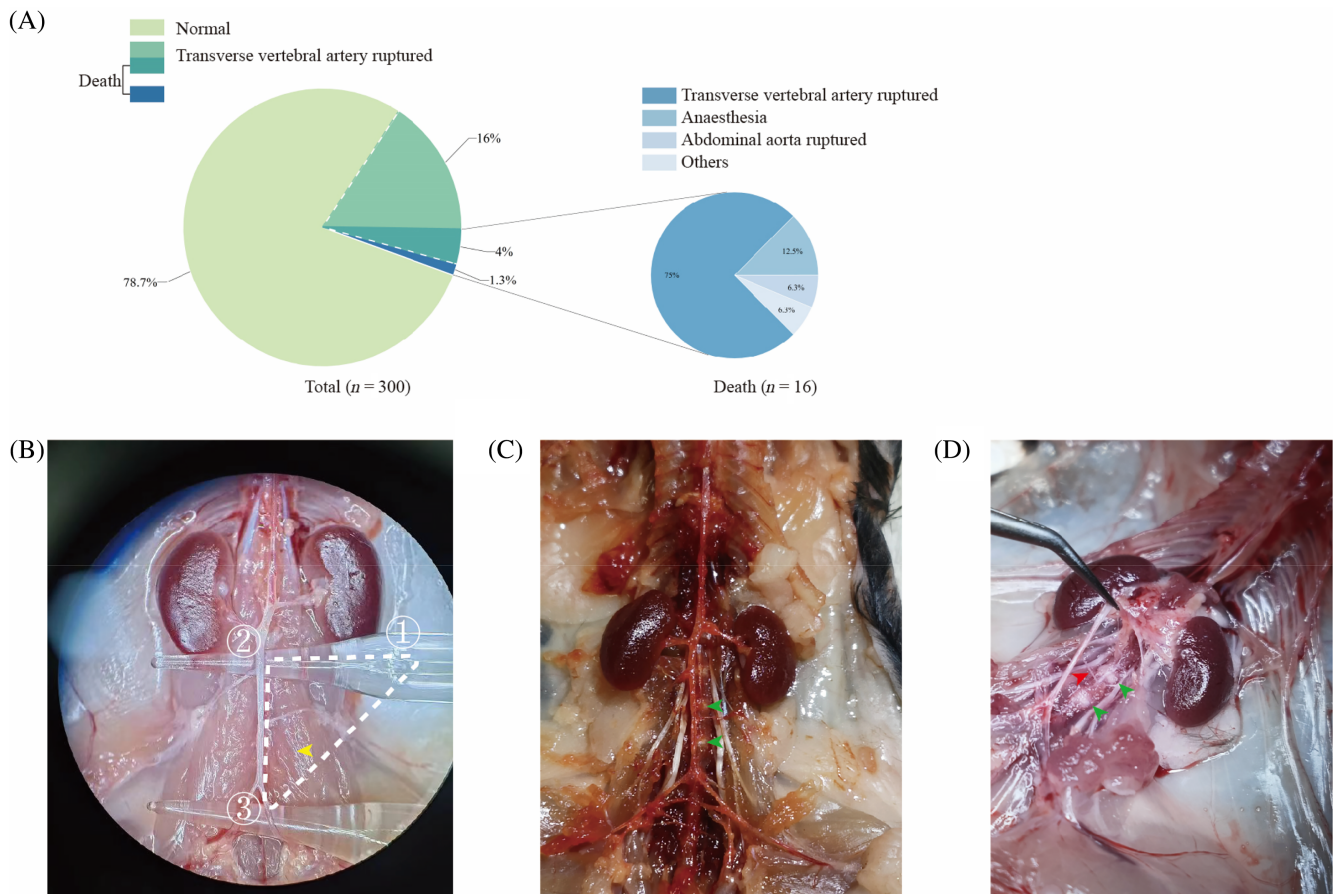 (A)
Normal
Transverse vertebral artery ruptured
Death
Transverse vertebral artery ruptured
Anaesthesia
Abdominal aorta ruptured
Others
16%
4%
1.3%
78.7%
12.5%
75%
6.3%
6.3%
Total (n = 300)
Death (n = 16)
(B)
(C)
(D)
①
②
③